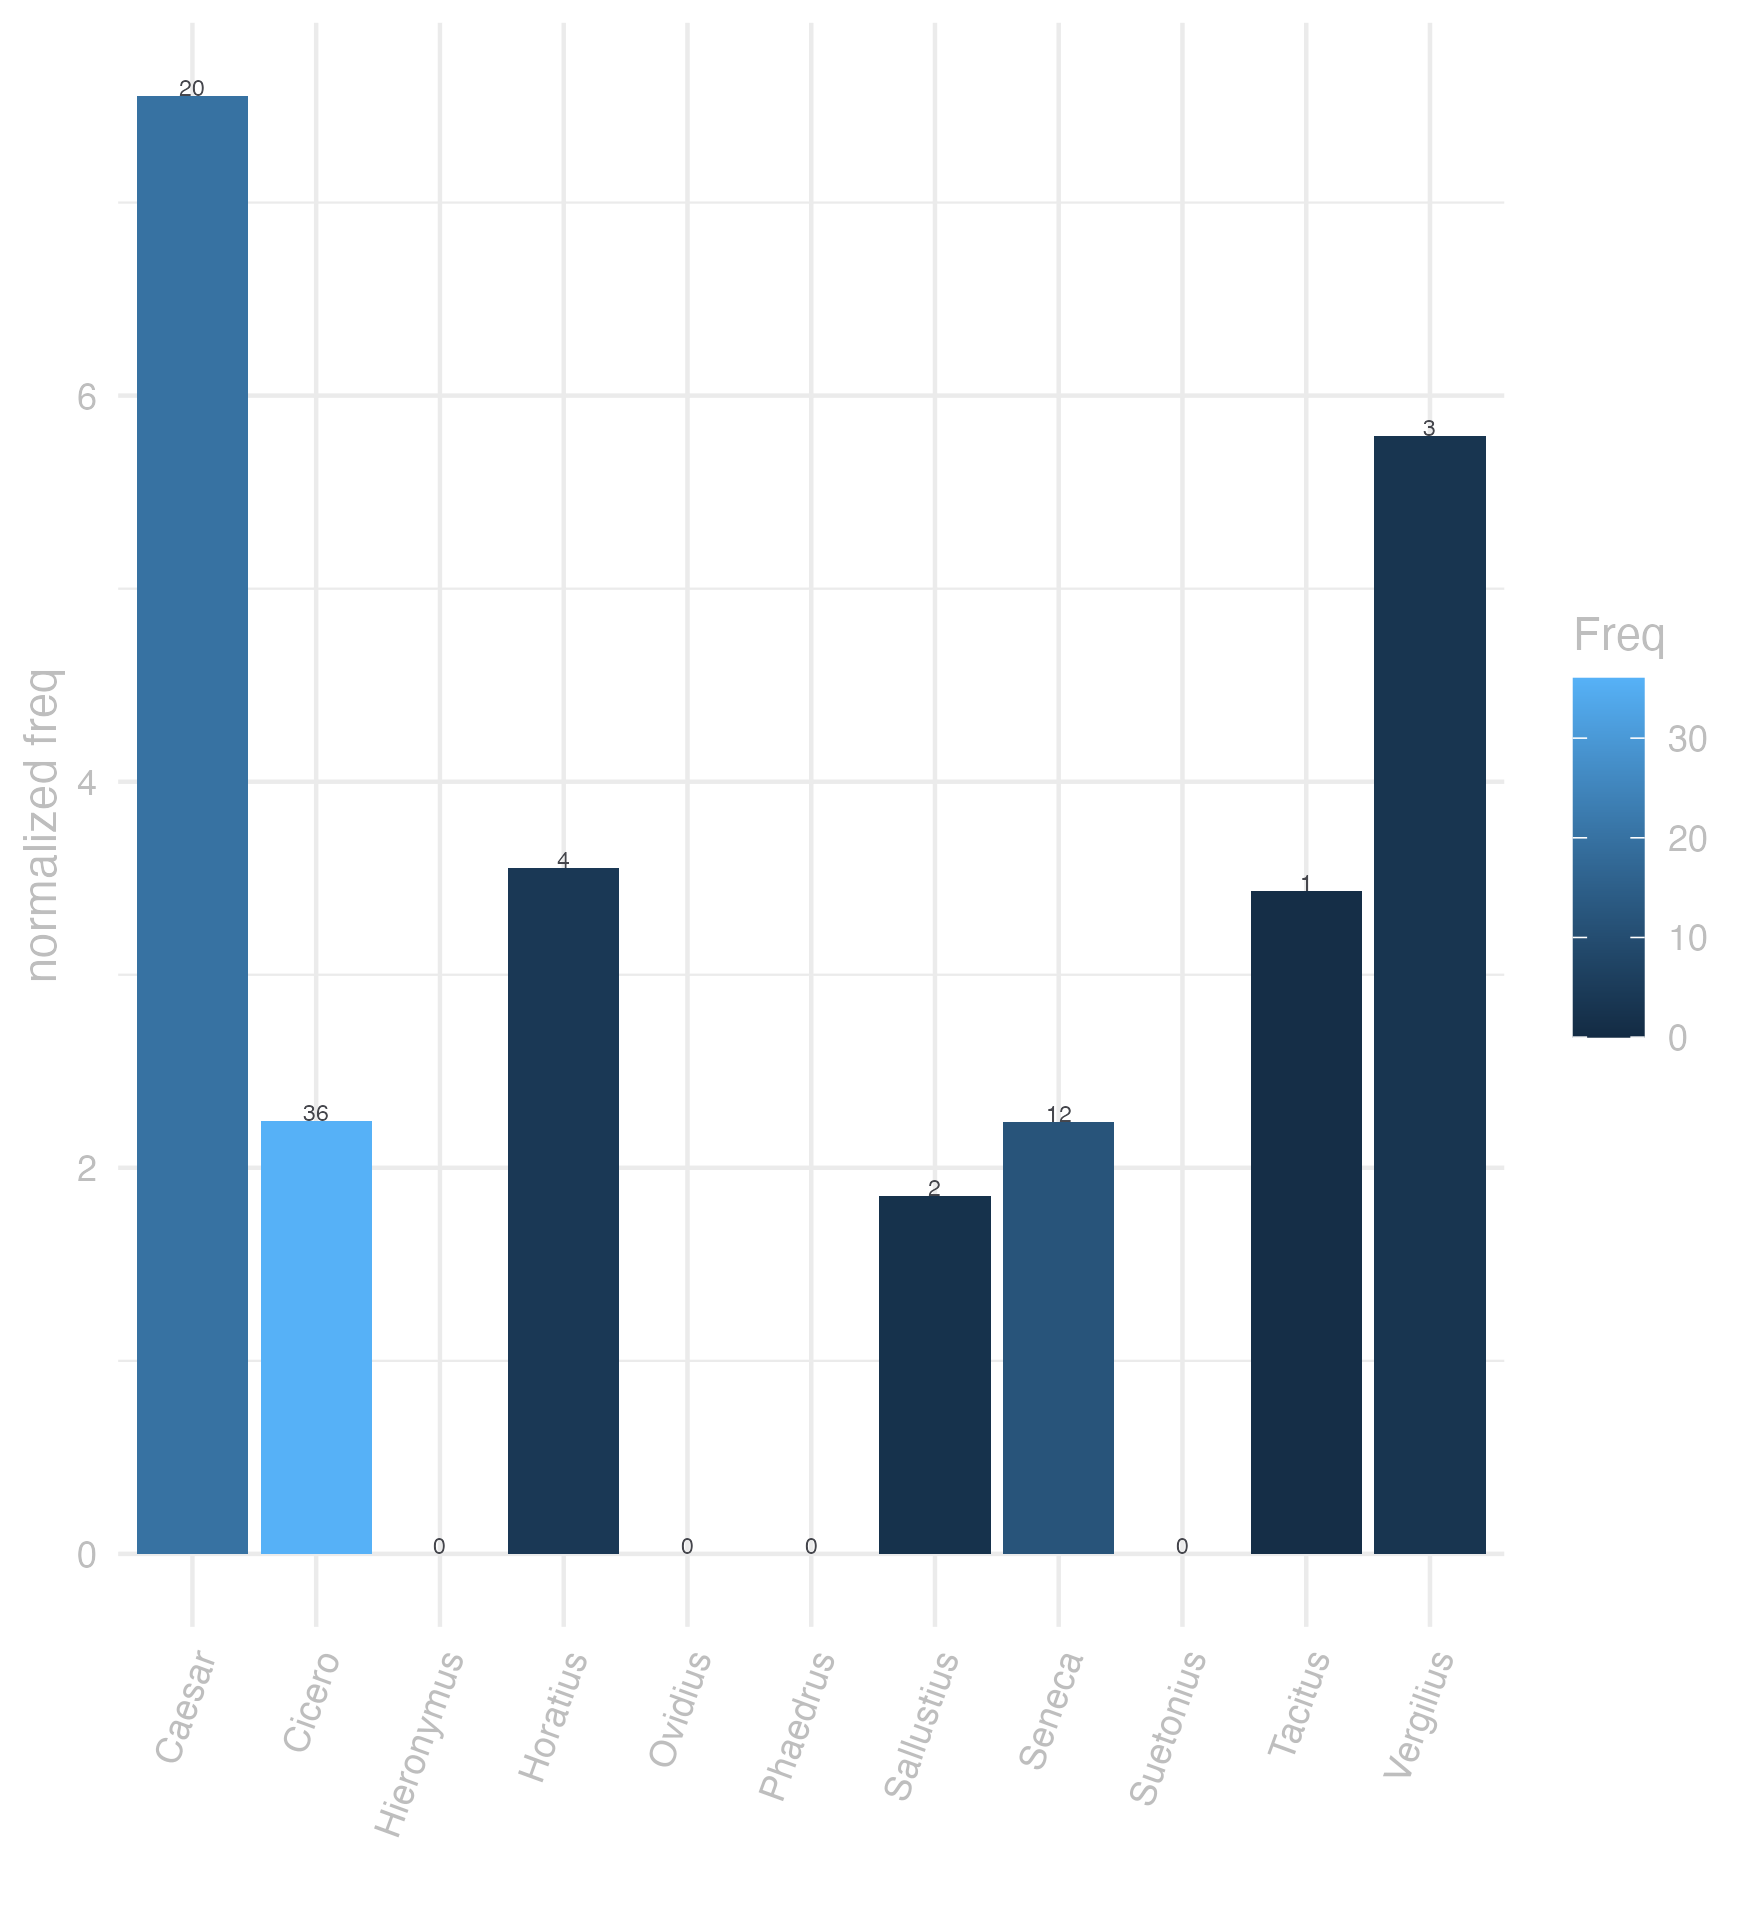 20
6
3
Freq
30
20
10
0
normalized freq
4
4
1
36
12
2
2
0
0
0
0
0
Caesar
Cicero
Hieronymus
Horatius
Ovidius
Phaedrus
Sallustius
Seneca
Suetonius
Tacitus
Vergilius